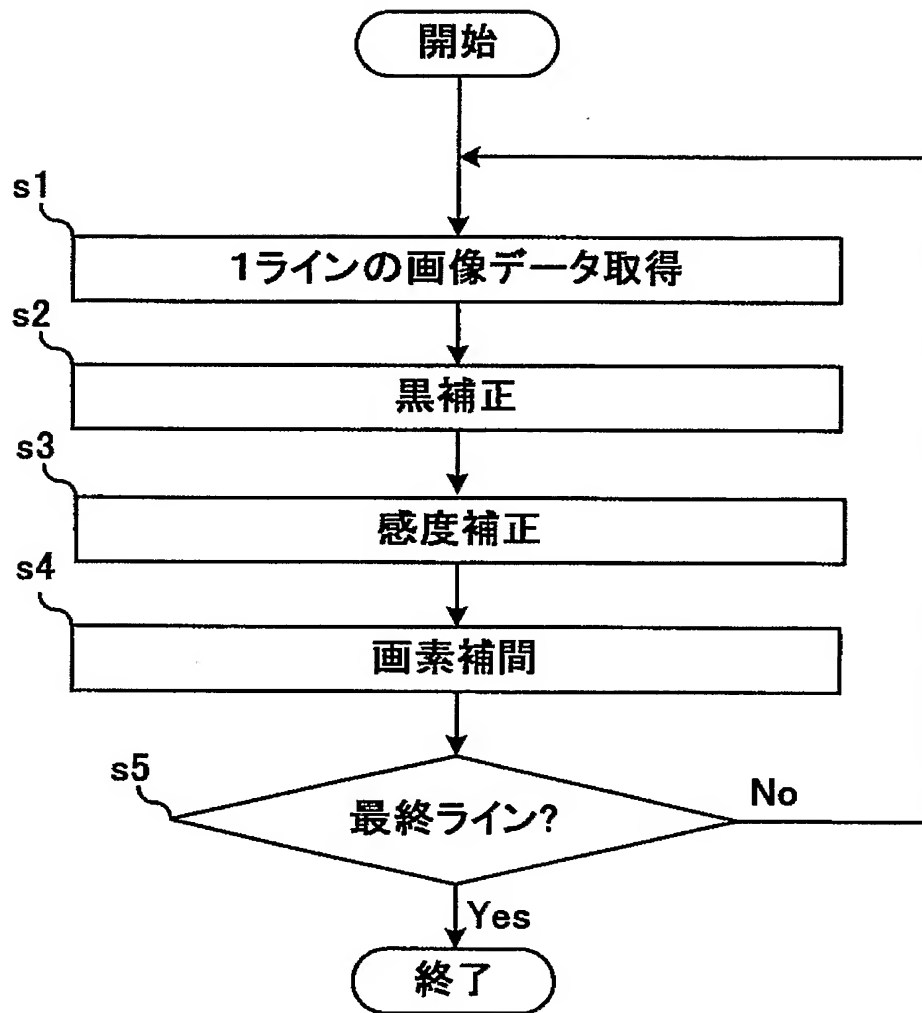 開始
s1
1ラインの画像データ取得
s2
黒補正
s3
感度補正
s4
画素補間
s5
最終ライン?
No
Yes
終了